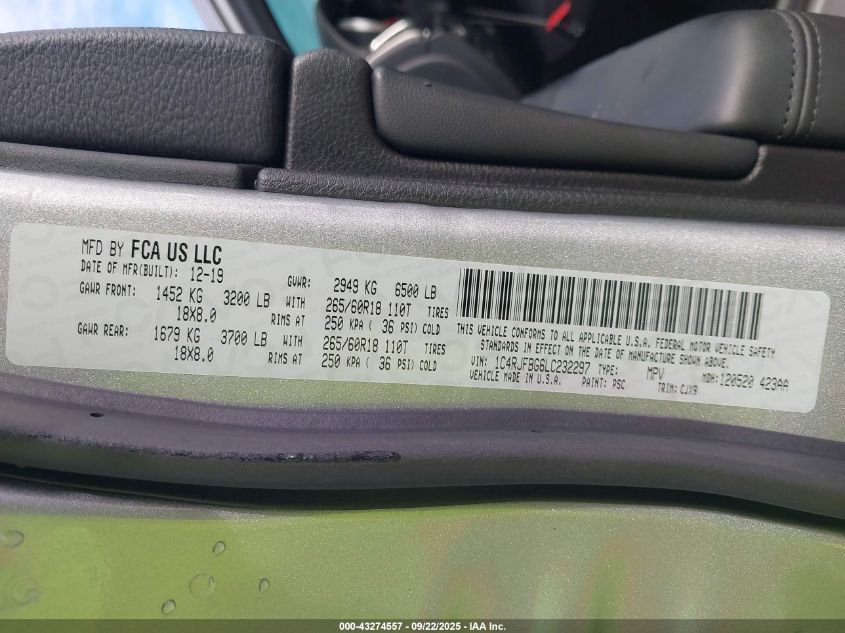 MFD BY FCA US LLC
DATE OF MFR(BUILT): 12-19 GVWR: 2949 KG 6500 LB
GAWR FRONT: 1452 KG 3200 LB WITH 265/60R18 110T TIRES
18X8.0 RIMS AT 250 KPA ( 36 PSI) COLD
GAWR REAR: 1679 KG 3700 LB WITH 265/60R18 110T TIRES
18X8.0 RIMS AT 250 KPA ( 36 PSI) COLD
THIS VEHICLE CONFORMS TO ALL APPLICABLE U.S.A. FEDERAL MOTOR VEHICLE SAFETY
STANDARDS IN EFFECT ON THE DATE OF MANUFACTURE SHOWN ABOVE.
VIN: 1C4RJFBG6LC232297 TYPE: MPV MDH: 120520 423AA
VEHICLE MADE IN U.S.A. PAINT: PSC TRIM: CJX9
000-43274557 - 09/22/2025 - IAA Inc.